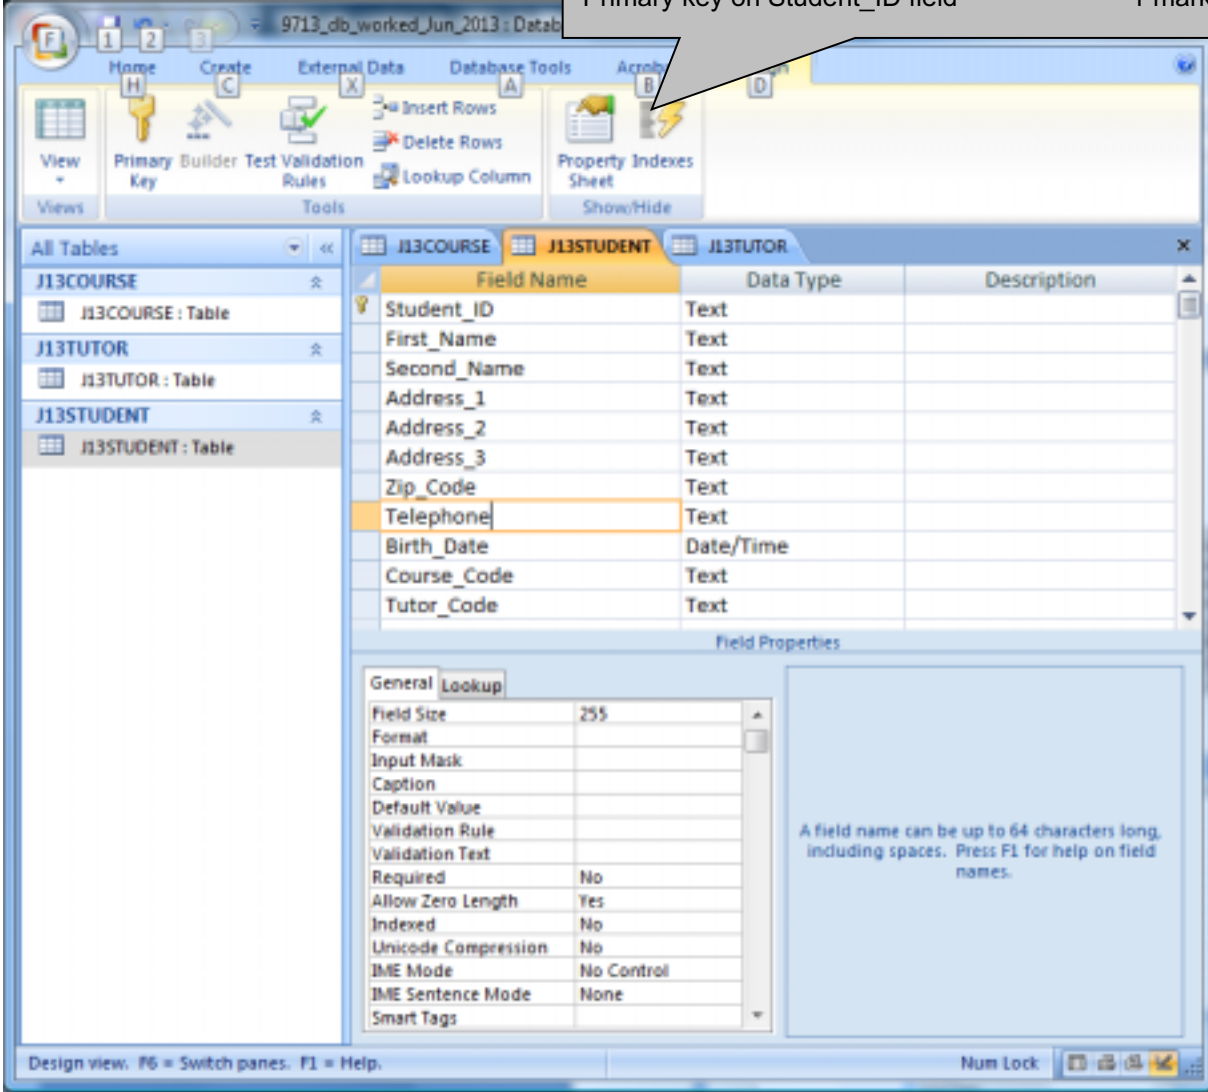 Primary key on Student_ID field 1 mark
9713_db_worked_Jun_2013 : Datab
F 1 2 3
Home Create External Data Database Tools
H C X A B D
View
Primary Key
Builder
Test Validation Rules
Insert Rows
Delete Rows
Lookup Column
Property Sheet
Indexes
Views Tools Show/Hide
All Tables
J13COURSE
J13COURSE : Table
J13TUTOR
J13TUTOR : Table
J13STUDENT
J13STUDENT : Table
J13COURSE J13STUDENT J13TUTOR
Field Name Data Type Description
Student_ID Text
First_Name Text
Second_Name Text
Address_1 Text
Address_2 Text
Address_3 Text
Zip_Code Text
Telephone Text
Birth_Date Date/Time
Course_Code Text
Tutor_Code Text
Field Properties
General Lookup
Field Size 255
Format
Input Mask
Caption
Default Value
Validation Rule
Validation Text
Required No
Allow Zero Length Yes
Indexed No
Unicode Compression No
IME Mode No Control
IME Sentence Mode None
Smart Tags
A field name can be up to 64 characters long,
including spaces. Press F1 for help on field
names.
Design view. F6 = Switch panes. F1 = Help.
Num Lock